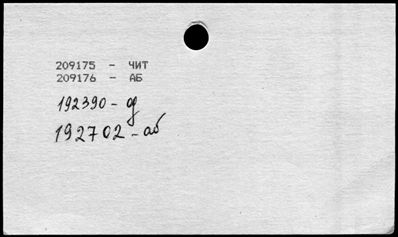 209175 - ЧИТ
209176 - АБ
192390 - д
192702 - аб